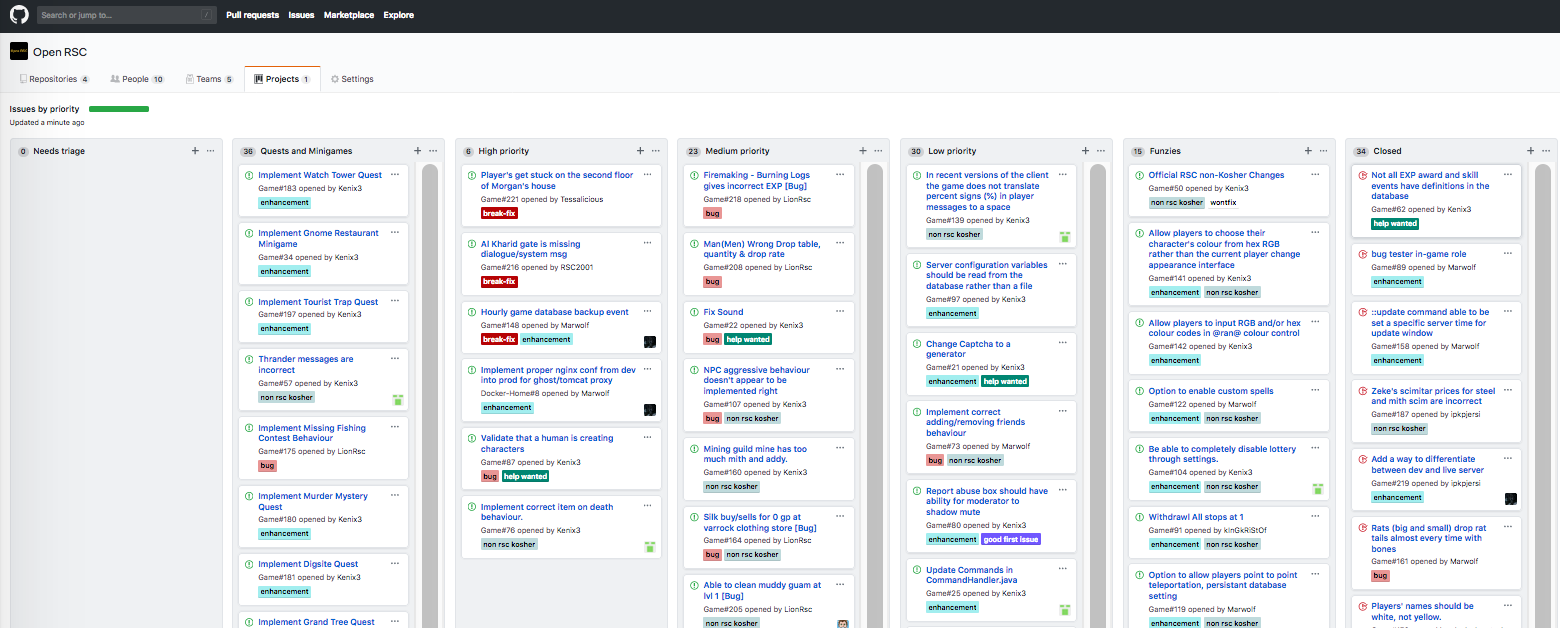 Search or jump to... /
Pull requests Issues Marketplace Explore
Open RSC
Repositories 4 People 10 Teams 5 Projects 1 Settings
Issues by priority
Updated a minute ago
0 Needs triage
36 Quests and Minigames
Implement Watch Tower Quest
Game#183 opened by Kenix3
enhancement
Implement Gnome Restaurant
Minigame
Game#34 opened by Kenix3
enhancement
Implement Tourist Trap Quest
Game#197 opened by Kenix3
enhancement
Thrander messages are
incorrect
Game#57 opened by Kenix3
non rsc kosher
Implement Missing Fishing
Contest Behaviour
Game#175 opened by LionRsc
bug
Implement Murder Mystery
Quest
Game#180 opened by Kenix3
enhancement
Implement Digsite Quest
Game#181 opened by Kenix3
enhancement
Implement Grand Tree Quest
6 High priority
Player's get stuck on the second floor
of Morgan's house
Game#221 opened by Tessalicious
break-fix
Al Kharid gate is missing
dialogue/system msg
Game#216 opened by RSC2001
break-fix
Hourly game database backup event
Game#148 opened by Marwolf
break-fix enhancement
Implement proper nginx conf from dev
into prod for ghost/tomcat proxy
Docker-Home#8 opened by Marwolf
enhancement
Validate that a human is creating
characters
Game#87 opened by Kenix3
bug help wanted
Implement correct item on death
behaviour.
Game#76 opened by Kenix3
non rsc kosher
23 Medium priority
Firemaking - Burning Logs
gives incorrect EXP [Bug]
Game#218 opened by LionRsc
bug
Man(Men) Wrong Drop table,
quantity & drop rate
Game#208 opened by LionRsc
bug
Fix Sound
Game#22 opened by Kenix3
bug help wanted
NPC aggressive behaviour
doesn't appear to be
implemented right
Game#107 opened by Kenix3
bug non rsc kosher
Mining guild mine has too
much mith and addy.
Game#160 opened by Kenix3
non rsc kosher
Silk buy/sells for 0 gp at
varrock clothing store [Bug]
Game#164 opened by LionRsc
bug non rsc kosher
Able to clean muddy guam at
lvl 1 [Bug]
Game#205 opened by LionRsc
non rsc kosher
30 Low priority
In recent versions of the client
the game does not translate
percent signs (%) in player
messages to a space
Game#139 opened by Kenix3
non rsc kosher
Server configuration variables
should be read from the
database rather than a file
Game#97 opened by Kenix3
enhancement
Change Captcha to a
generator
Game#21 opened by Kenix3
enhancement help wanted
Implement correct
adding/removing friends
behaviour
Game#73 opened by Marwolf
bug non rsc kosher
Report abuse box should have
ability for moderator to
shadow mute
Game#80 opened by Kenix3
enhancement good first issue
Update Commands in
CommandHandler.java
Game#25 opened by Kenix3
enhancement
15 Funzies
Official RSC non-Kosher Changes
Game#50 opened by Kenix3
non rsc kosher wontfix
Allow players to choose their
character's colour from hex RGB
rather than the current player change
appearance interface
Game#141 opened by Kenix3
enhancement non rsc kosher
Allow players to input RGB and/or hex
colour codes in @ran@ colour control
Game#142 opened by Kenix3
enhancement
Option to enable custom spells
Game#122 opened by Marwolf
enhancement non rsc kosher
Be able to completely disable lottery
through settings.
Game#104 opened by Kenix3
enhancement non rsc kosher
Withdrawl All stops at 1
Game#91 opened by kInGkRiStOf
enhancement non rsc kosher
Option to allow players point to point
teleportation, persistant database
setting
Game#119 opened by Marwolf
enhancement non rsc kosher
34 Closed
Not all EXP award and skill
events have definitions in the
database
Game#62 opened by Kenix3
help wanted
bug tester in-game role
Game#89 opened by Marwolf
enhancement
::update command able to be
set a specific server time for
update window
Game#158 opened by Marwolf
enhancement
Zeke's scimitar prices for steel
and mith scim are incorrect
Game#187 opened by ipkpjersi
non rsc kosher
Add a way to differentiate
between dev and live server
Game#219 opened by ipkpjersi
enhancement
Rats (big and small) drop rat
tails almost every time with
bones
Game#161 opened by Marwolf
bug
Players' names should be
white, not yellow.